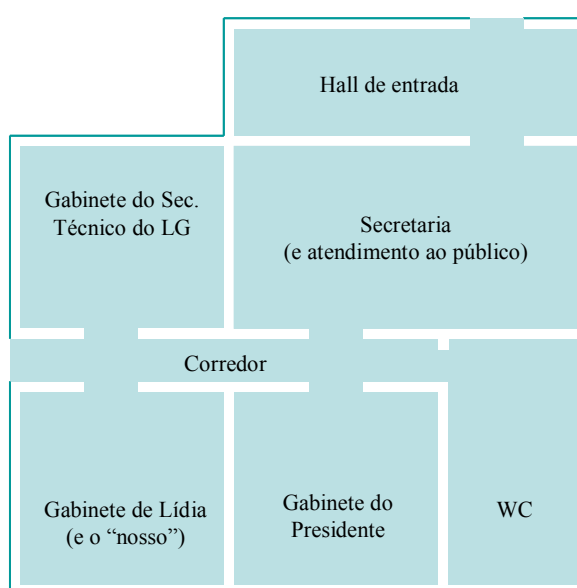 Hall de entrada
Gabinete do Sec.
Técnico do LG
Secretaria
(e atendimento ao público)
Corredor
Gabinete de Lídia
(e o “nosso”)
Gabinete do
Presidente
WC